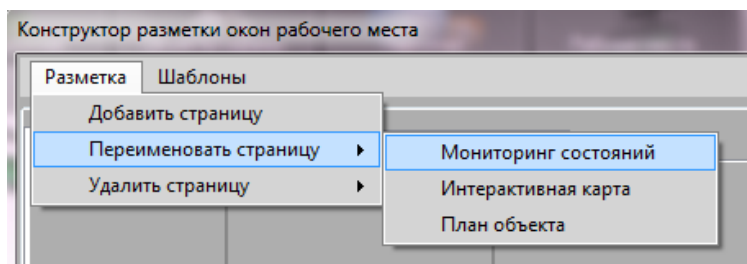 Конструктор разметки окон рабочего места
Разметка Шаблоны
Добавить страницу
Переименовать страницу
Мониторинг состояний
Удалить страницу
Интерактивная карта
План объекта